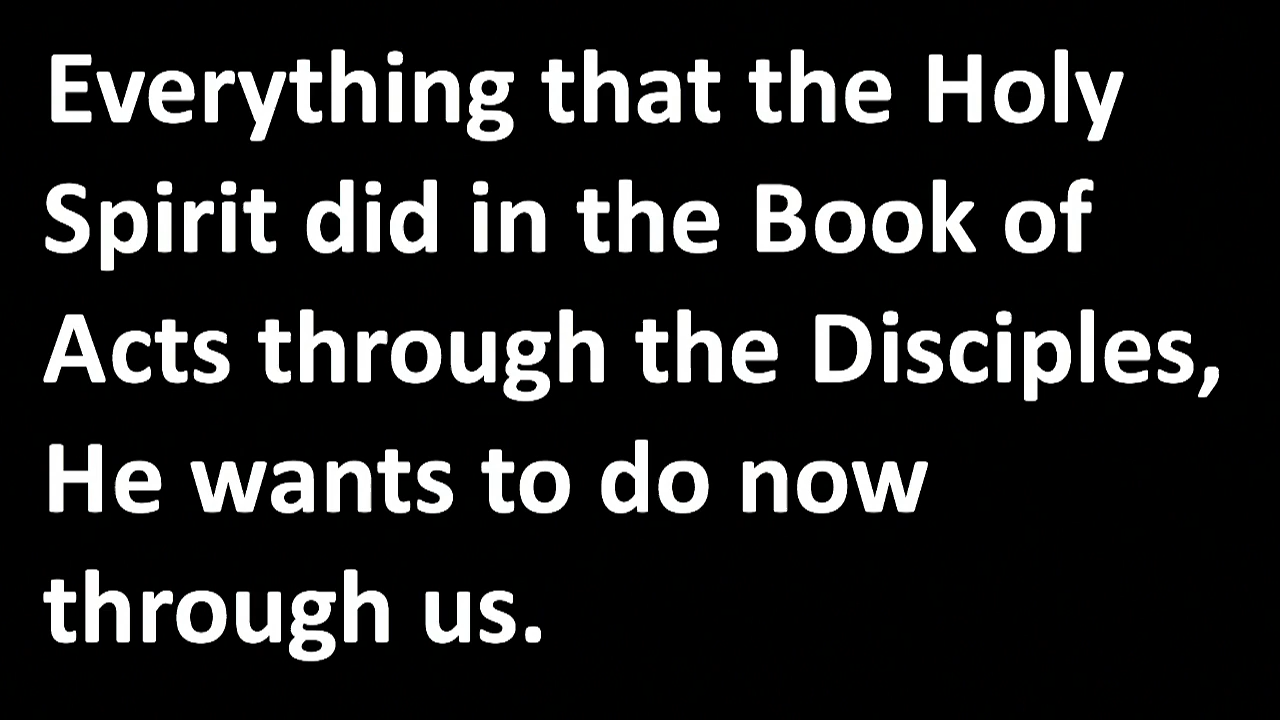 Everything that the Holy
Spirit did in the Book of
Acts through the Disciples,
He wants to do now
through us.